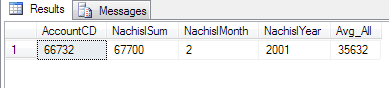 Results Messages
AccountCD NachislSum NachislMonth NachislYear Avg_All
1 66732 67700 2 2001 35632